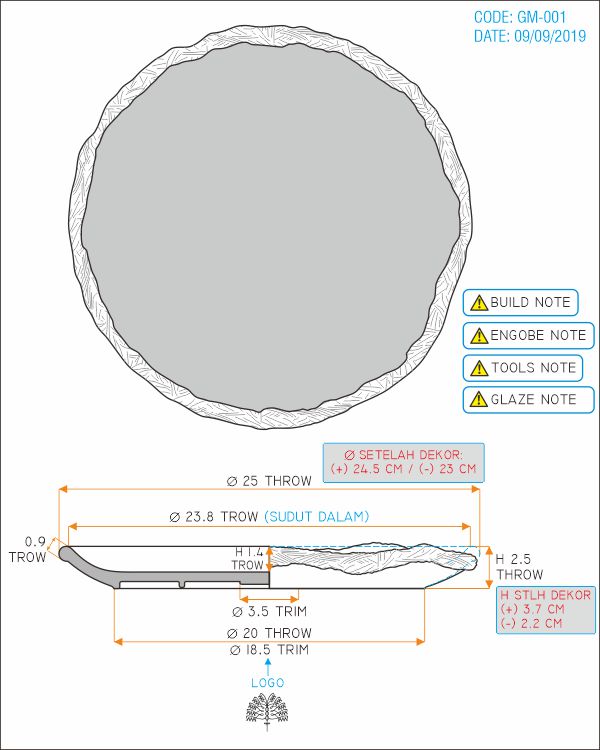 CODE: GM-001
DATE: 09/09/2019
BUILD NOTE
ENGOBE NOTE
TOOLS NOTE
GLAZE NOTE
Ø SETELAH DEKOR:
(+) 24.5 CM / (-) 23 CM
Ø 25 THROW
Ø 23.8 TROW (SUDUT DALAM)
0.9
TROW
H 1.4
TROW
H 2.5
THROW
Ø 3.5 TRIM
H STLH DEKOR
(+) 3.7 CM
(-) 2.2 CM
Ø 20 THROW
Ø 18.5 TRIM
LOGO